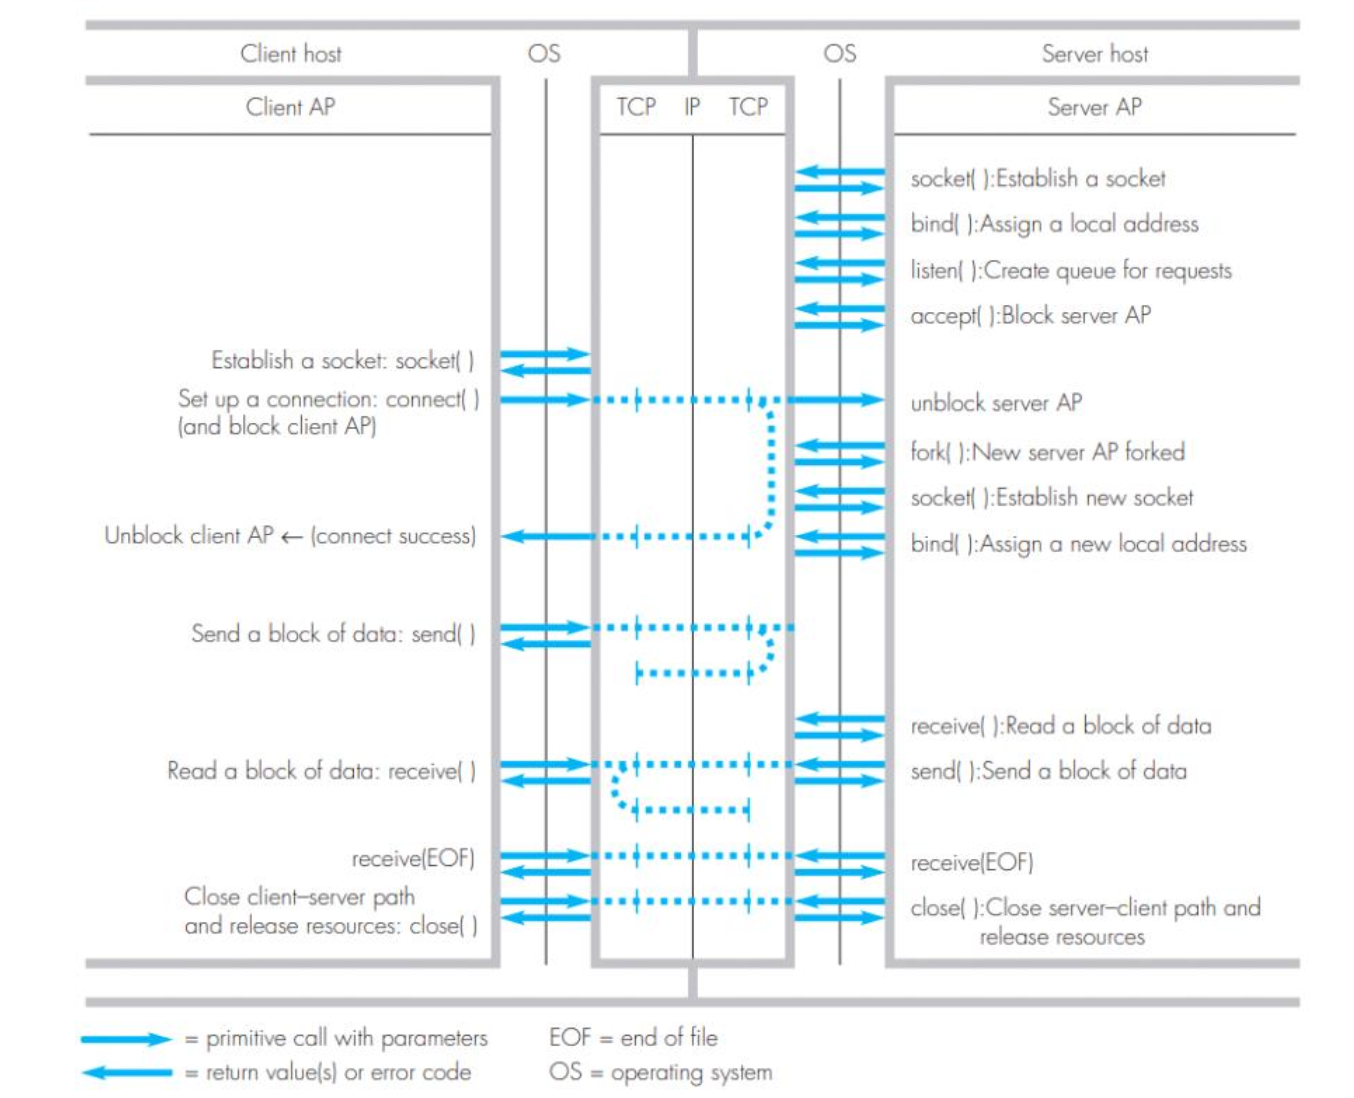 Client host
OS
OS
Server host
Client AP
TCP
IP
TCP
Server AP
socket( ):Establish a socket
bind( ):Assign a local address
listen( ):Create queue for requests
accept( ):Block server AP
Establish a socket: socket( )
Set up a connection: connect( )
(and block client AP)
unblock server AP
fork( ):New server AP forked
socket( ):Establish new socket
Unblock client AP ← (connect success)
bind( ):Assign a new local address
Send a block of data: send( )
receive( ):Read a block of data
Read a block of data: receive( )
send( ):Send a block of data
receive(EOF)
receive(EOF)
Close client–server path
and release resources: close( )
close( ):Close server–client path and
release resources
= primitive call with parameters
EOF = end of file
= return value(s) or error code
OS = operating system